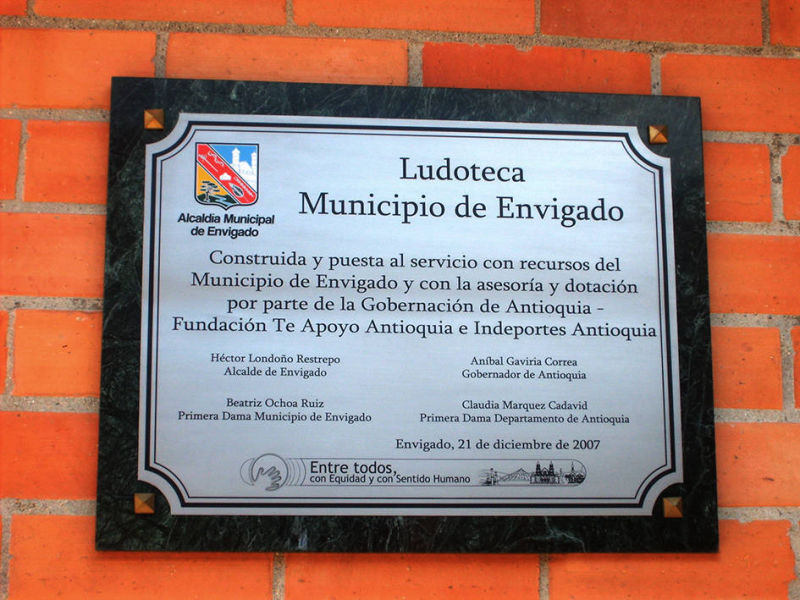 Alcaldía Municipal
de Envigado
Ludoteca
Municipio de Envigado
Construida y puesta al servicio con recursos del
Municipio de Envigado y con la asesoría y dotación
por parte de la Gobernación de Antioquia -
Fundación Te Apoyo Antioquia e Indeportes Antioquia
Héctor Londoño Restrepo
Alcalde de Envigado
Aníbal Gaviria Correa
Gobernador de Antioquia
Beatriz Ochoa Ruiz
Primera Dama Municipio de Envigado
Claudia Marquez Cadavid
Primera Dama Departamento de Antioquia
Envigado, 21 de diciembre de 2007
Entre todos,
con Equidad y con Sentido Humano